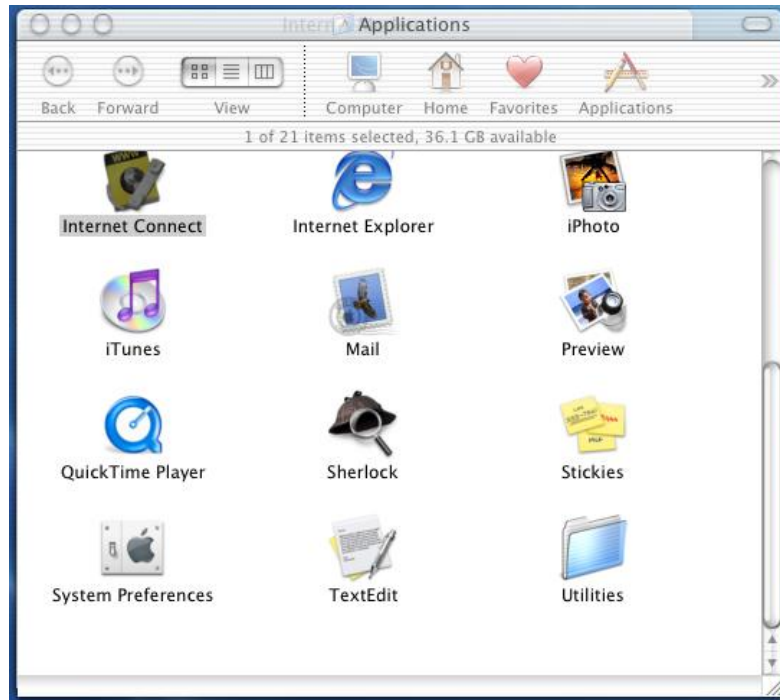 Applications
Back Forward View Computer Home Favorites Applications
1 of 21 items selected, 36.1 GB available
WWW
Internet Connect Internet Explorer iPhoto
iTunes Mail Preview
QuickTime Player Sherlock Stickies
System Preferences TextEdit Utilities